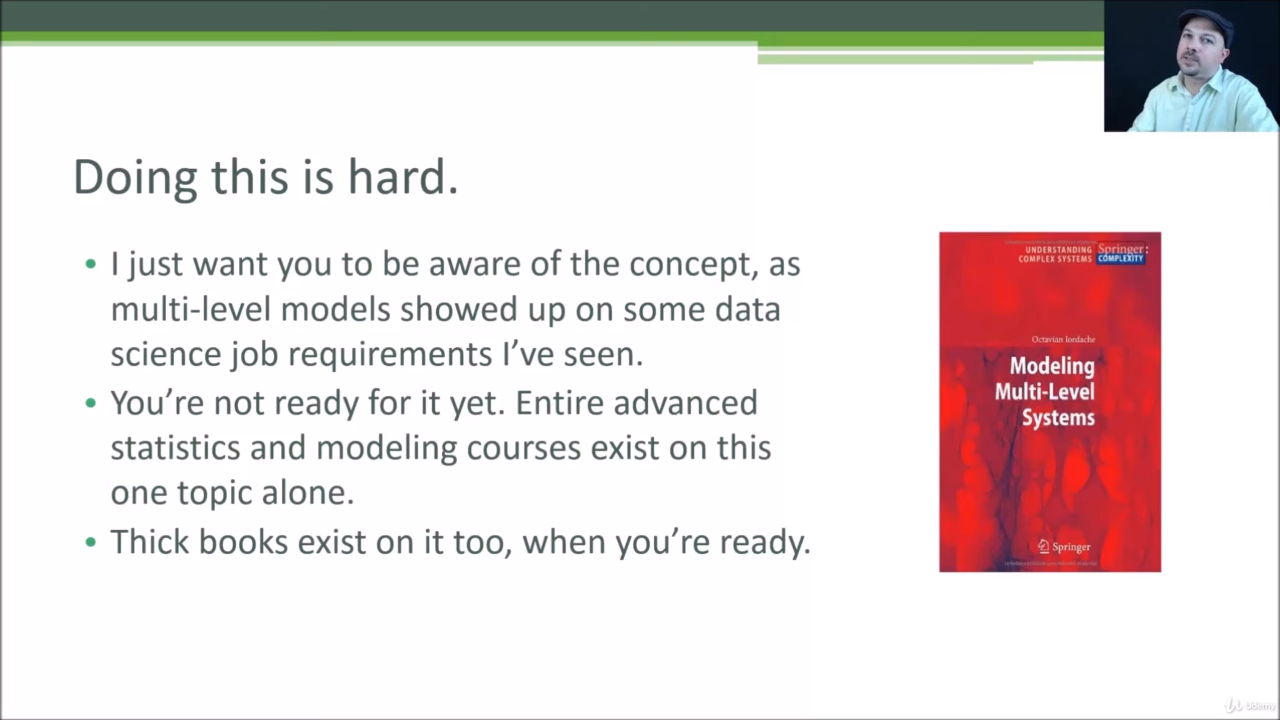 Doing this is hard.
• I just want you to be aware of the concept, as
multi-level models showed up on some data
science job requirements I’ve seen.
• You’re not ready for it yet. Entire advanced
statistics and modeling courses exist on this
one topic alone.
• Thick books exist on it too, when you’re ready.
UNDERSTANDING
COMPLEX SYSTEMS
Springer:
COMPLEXITY
Octavian Iordache
Modeling
Multi-Level
Systems
Springer
Udemy